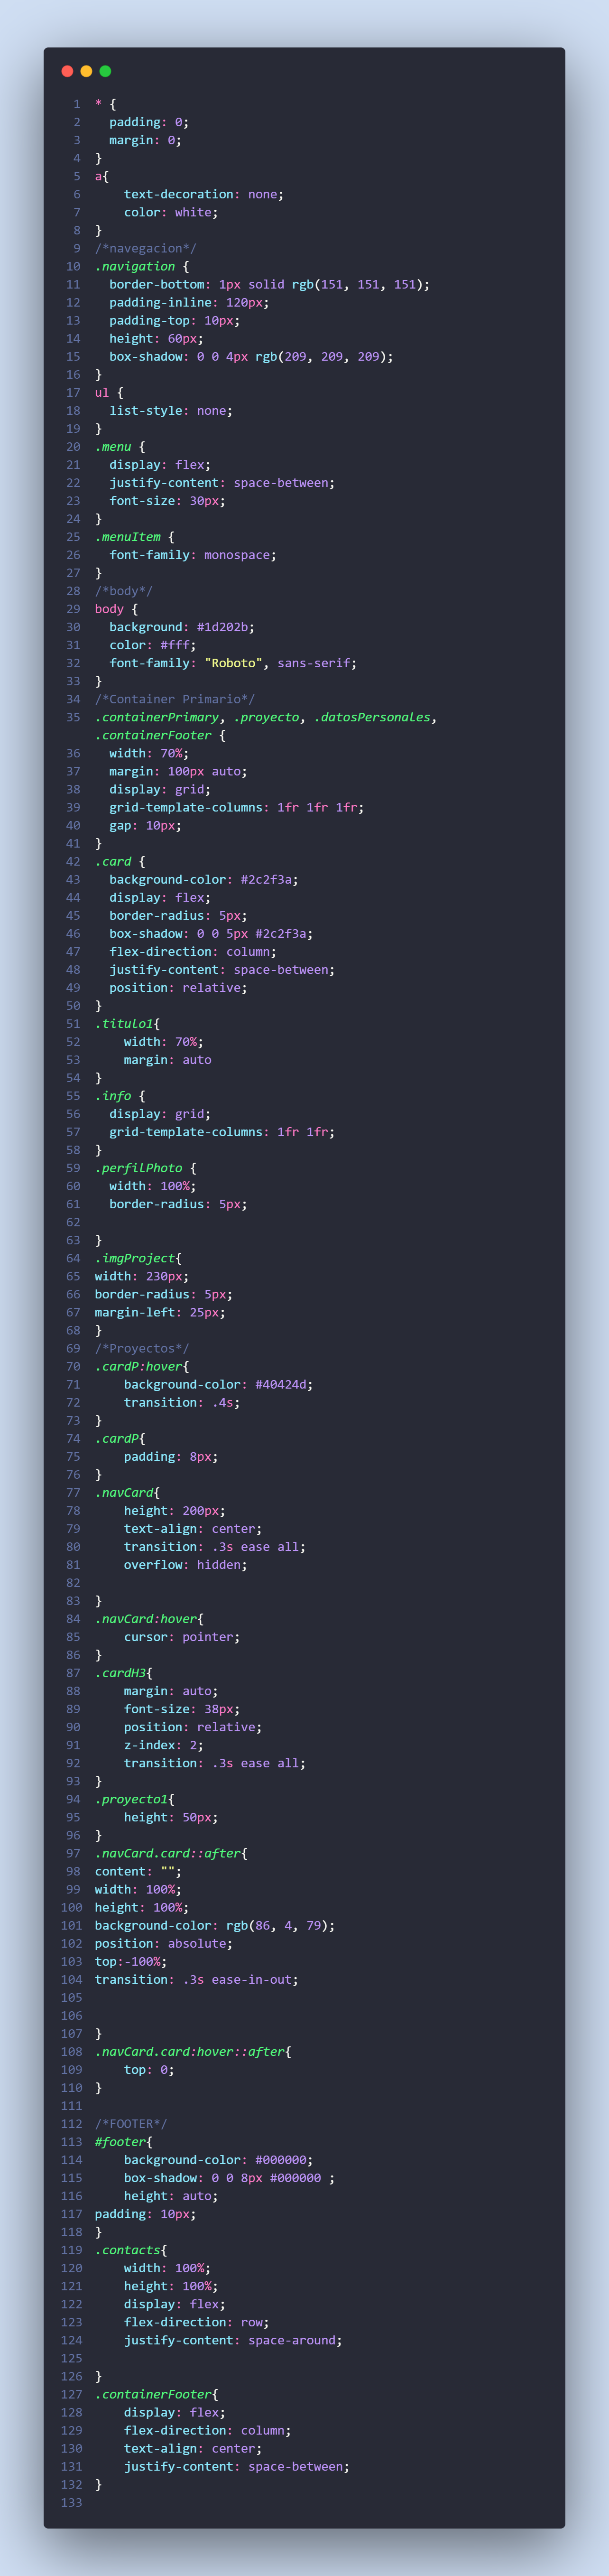 1 * {
2   padding: 0;
3   margin: 0;
4 }
5 a{
6     text-decoration: none;
7     color: white;
8 }
9 /*navegacion*/
10 .navigation {
11   border-bottom: 1px solid rgb(151, 151, 151);
12   padding-inline: 120px;
13   padding-top: 10px;
14   height: 60px;
15   box-shadow: 0 0 4px rgb(209, 209, 209);
16 }
17 ul {
18   list-style: none;
19 }
20 .menu {
21   display: flex;
22   justify-content: space-between;
23   font-size: 30px;
24 }
25 .menuItem {
26   font-family: monospace;
27 }
28 /*body*/
29 body {
30   background: #1d202b;
31   color: #fff;
32   font-family: "Roboto", sans-serif;
33 }
34 /*Container Primario*/
35 .containerPrimary, .proyecto, .datosPersonales,
.containerFooter {
36   width: 70%;
37   margin: 100px auto;
38   display: grid;
39   grid-template-columns: 1fr 1fr 1fr;
40   gap: 10px;
41 }
42 .card {
43   background-color: #2c2f3a;
44   display: flex;
45   border-radius: 5px;
46   box-shadow: 0 0 5px #2c2f3a;
47   flex-direction: column;
48   justify-content: space-between;
49   position: relative;
50 }
51 .titulo1{
52     width: 70%;
53     margin: auto
54 }
55 .info {
56   display: grid;
57   grid-template-columns: 1fr 1fr;
58 }
59 .perfilPhoto {
60   width: 100%;
61   border-radius: 5px;
62
63 }
64 .imgProject{
65 width: 230px;
66 border-radius: 5px;
67 margin-left: 25px;
68 }
69 /*Proyectos*/
70 .cardP:hover{
71     background-color: #40424d;
72     transition: .4s;
73 }
74 .cardP{
75     padding: 8px;
76 }
77 .navCard{
78     height: 200px;
79     text-align: center;
80     transition: .3s ease all;
81     overflow: hidden;
82
83 }
84 .navCard:hover{
85     cursor: pointer;
86 }
87 .cardH3{
88     margin: auto;
89     font-size: 38px;
90     position: relative;
91     z-index: 2;
92     transition: .3s ease all;
93 }
94 .proyecto1{
95     height: 50px;
96 }
97 .navCard.card::after{
98 content: "";
99 width: 100%;
100 height: 100%;
101 background-color: rgb(86, 4, 79);
102 position: absolute;
103 top:-100%;
104 transition: .3s ease-in-out;
105
106
107 }
108 .navCard.card:hover::after{
109     top: 0;
110 }
111
112 /*FOOTER*/
113 #footer{
114     background-color: #000000;
115     box-shadow: 0 0 8px #000000 ;
116     height: auto;
117 padding: 10px;
118 }
119 .contacts{
120     width: 100%;
121     height: 100%;
122     display: flex;
123     flex-direction: row;
124     justify-content: space-around;
125
126 }
127 .containerFooter{
128     display: flex;
129     flex-direction: column;
130     text-align: center;
131     justify-content: space-between;
132 }
133